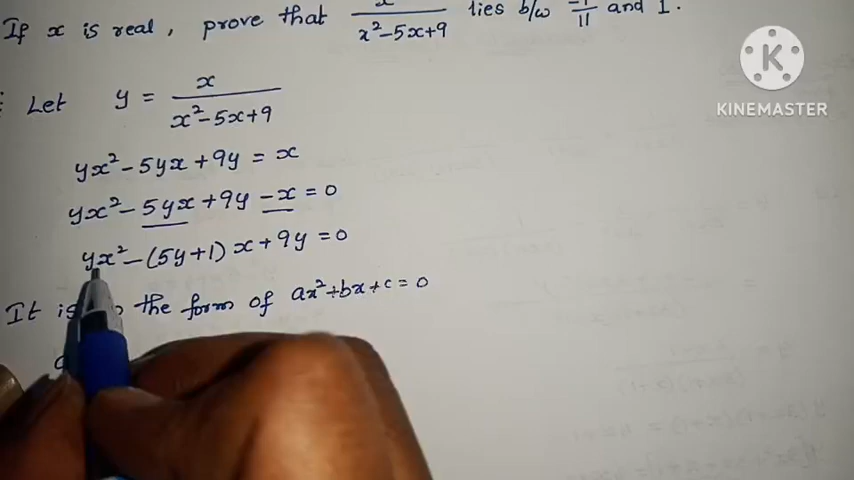 If x is real, prove that x / x² - 5x + 9 lies b/w -1/11 and 1.
Let y = x / x² - 5x + 9
yx² - 5yx + 9y = x
yx² - 5yx + 9y - x = 0
yx² - (5y + 1) x + 9y = 0
It is the form of ax² + bx + c = 0
KINEMASTER